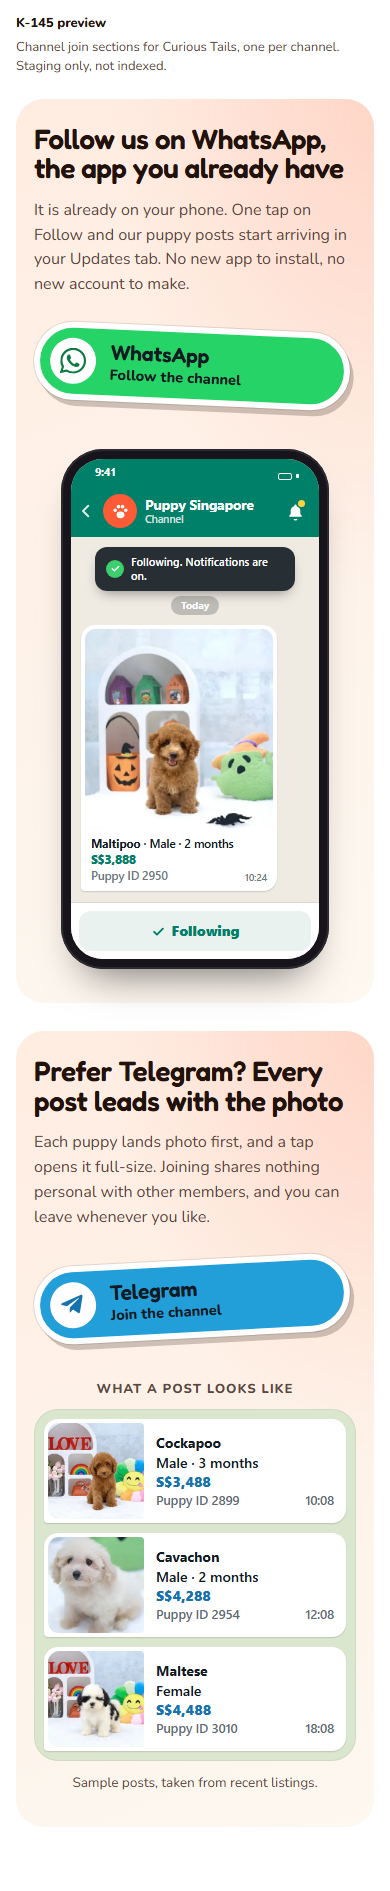 K-145 preview
Channel join sections for Curious Tails, one per channel.
Staging only, not indexed.
Follow us on WhatsApp,
the app you already have
It is already on your phone. One tap on
Follow and our puppy posts start arriving in
your Updates tab. No new app to install, no
new account to make.
WhatsApp
Follow the channel
9:41
Puppy Singapore
Channel
Following. Notifications are
on.
Today
Maltipoo · Male · 2 months
S$3,888
Puppy ID 2950
10:24
Following
Prefer Telegram? Every
post leads with the photo
Each puppy lands photo first, and a tap
opens it full-size. Joining shares nothing
personal with other members, and you can
leave whenever you like.
Telegram
Join the channel
WHAT A POST LOOKS LIKE
LOVE
Cockapoo
Male · 3 months
S$3,488
Puppy ID 2899
10:08
Cavachon
Male · 2 months
S$4,288
Puppy ID 2954
12:08
LOVE
Maltese
Female
S$4,488
Puppy ID 3010
18:08
Sample posts, taken from recent listings.